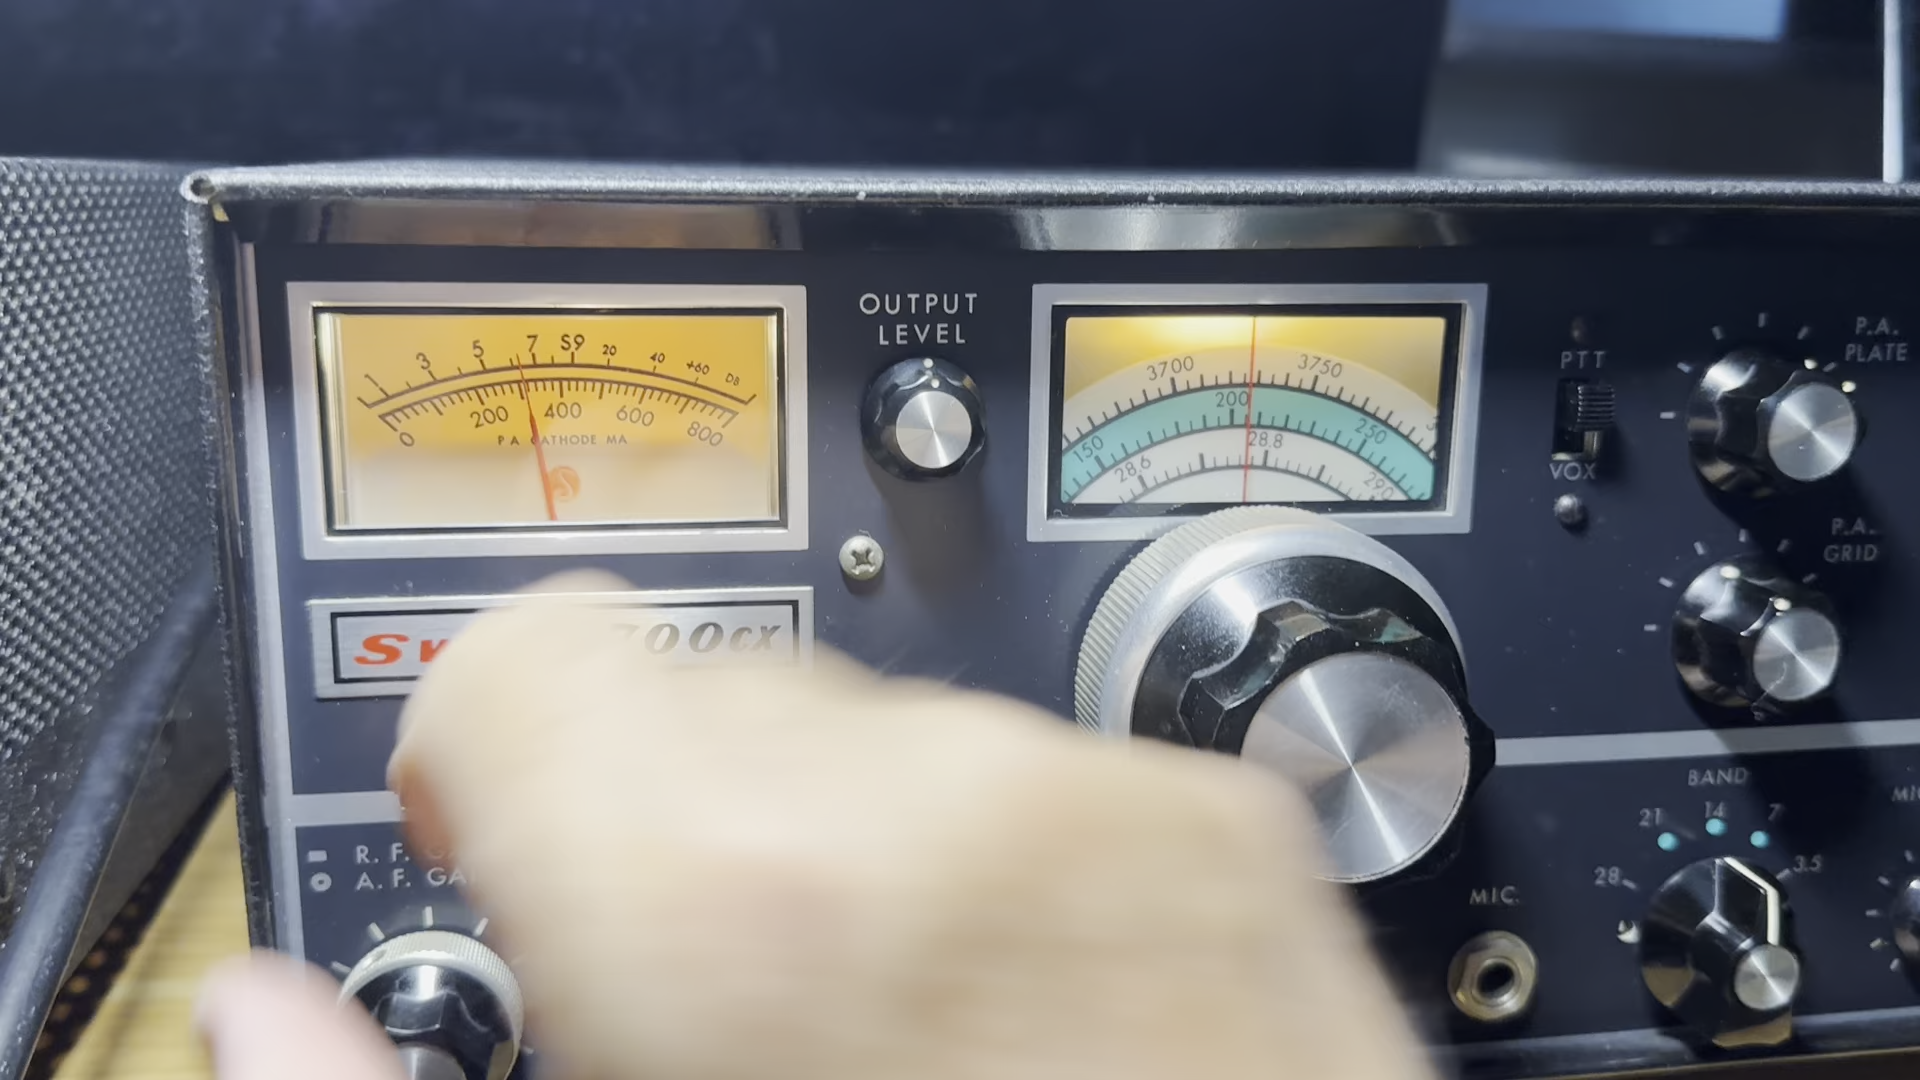 1 3 5 7 S9 20 40 +60 DB
0 200 400 600 800
P A CATHODE MA
OUTPUT
LEVEL
3700 3750
150 200 250
28.6 28.8 290
PTT
VOX
P.A.
PLATE
P.A.
GRID
700CX
R. F.
A. F.
BAND
28 21 14 7 3.5
MIC.